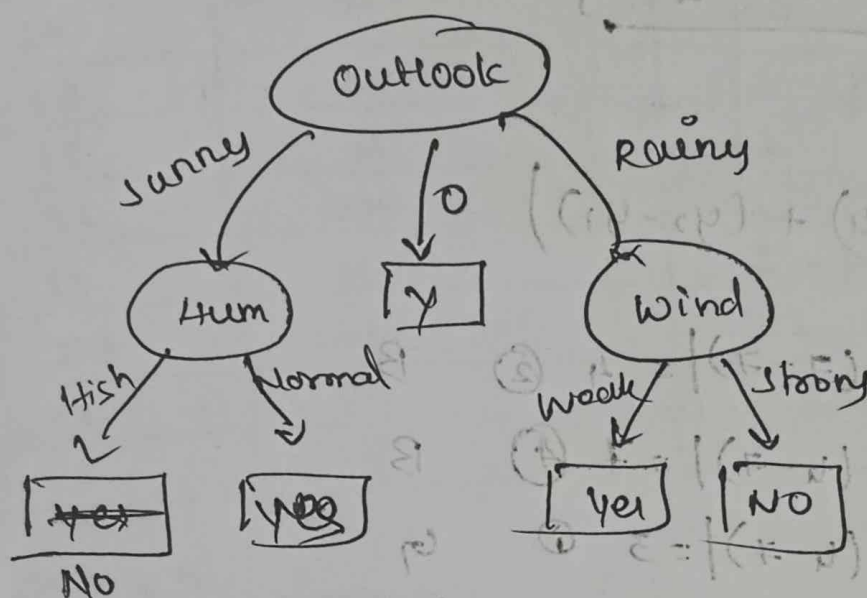 Outlook
Sunny
O
Rainy
Hum
Y
Wind
High
Normal
Weak
Strong
yes
yes
Yes
NO
NO